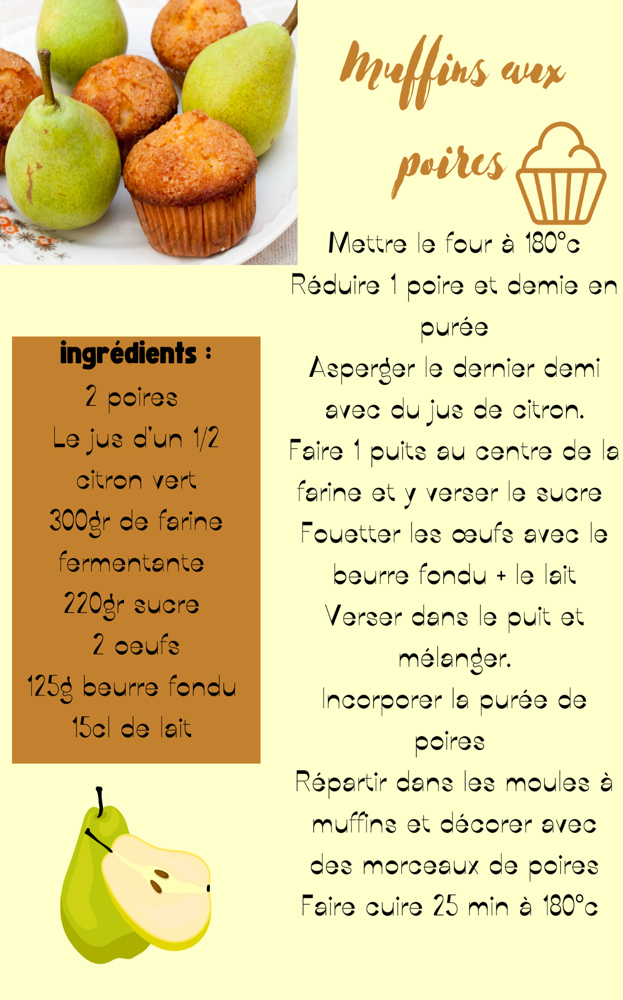 Muffins aux
poires
Mettre le four à 180°c
Réduire 1 poire et demie en
purée
Asperger le dernier demi
avec du jus de citron.
Faire 1 puits au centre de la
farine et y verser le sucre
Fouetter les œufs avec le
beurre fondu + le lait
Verser dans le puit et
mélanger.
Incorporer la purée de
poires
Répartir dans les moules à
muffins et décorer avec
des morceaux de poires
Faire cuire 25 min à 180°c
ingrédients :
2 poires
Le jus d'un 1/2
citron vert
300gr de farine
fermentante
220gr sucre
2 oeufs
125g beurre fondu
15cl de lait